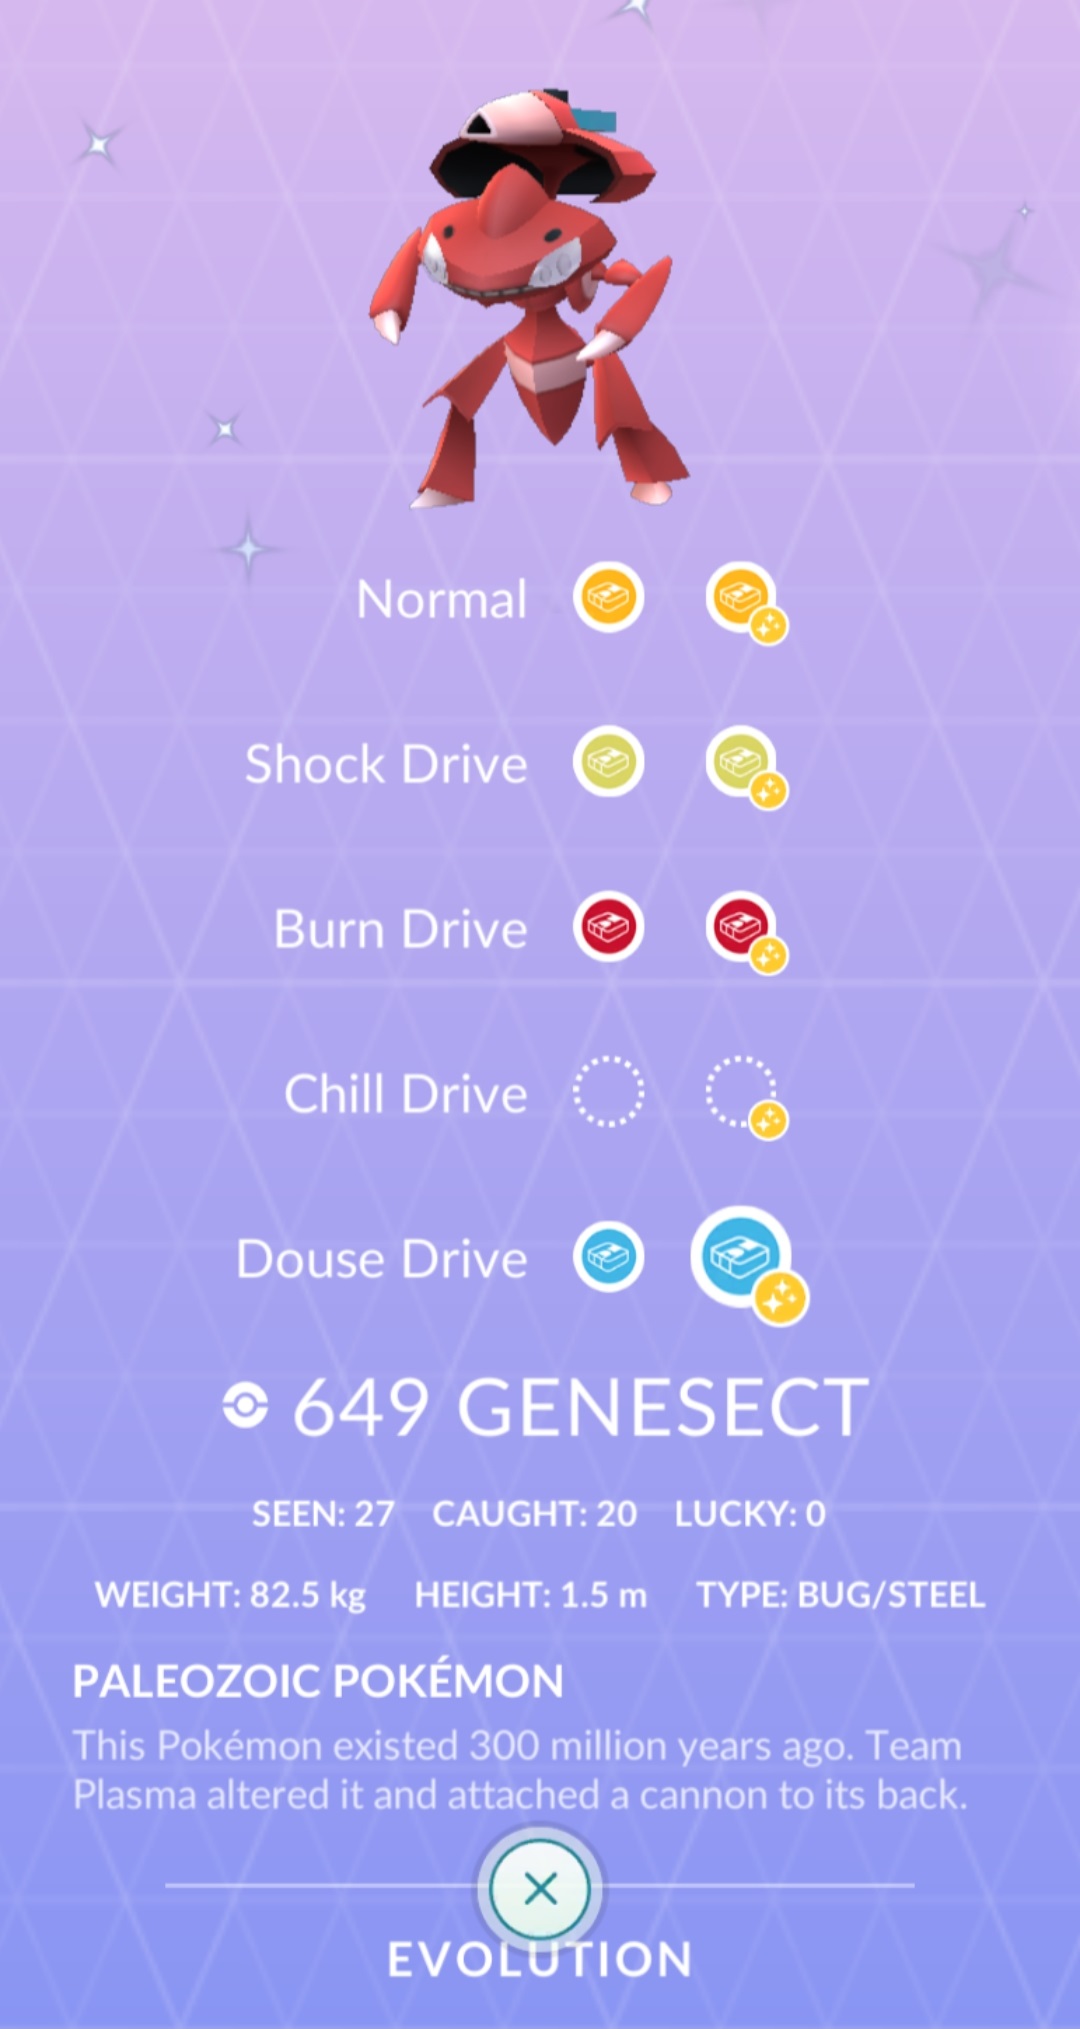 Normal
Shock Drive
Burn Drive
Chill Drive
Douse Drive
649 GENESECT
SEEN: 27 CAUGHT: 20 LUCKY: 0
WEIGHT: 82.5 kg HEIGHT: 1.5 m TYPE: BUG/STEEL
PALEOZOIC POKÉMON
This Pokémon existed 300 million years ago. Team
Plasma altered it and attached a cannon to its back.
EVOLUTION